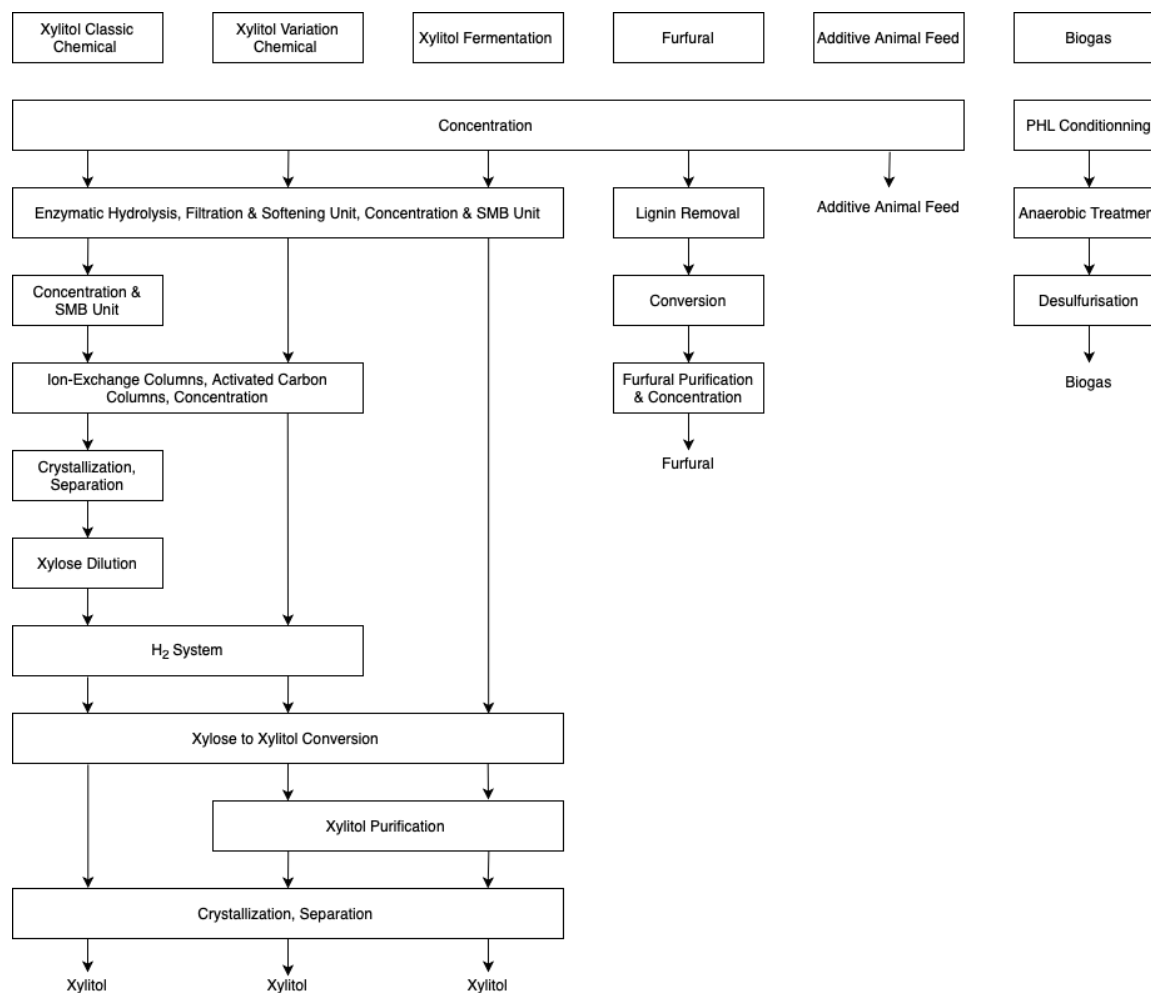 Xylitol Classic
Chemical
Xylitol Variation
Chemical
Xylitol Fermentation
Furfural
Additive Animal Feed
Biogas
Concentration
PHL Conditionning
Enzymatic Hydrolysis, Filtration & Softening Unit, Concentration & SMB Unit
Lignin Removal
Additive Animal Feed
Anaerobic Treatmen
Concentration &
SMB Unit
Conversion
Desulfurisation
Ion-Exchange Columns, Activated Carbon
Columns, Concentration
Furfural Purification
& Concentration
Biogas
Crystallization,
Separation
Furfural
Xylose Dilution
H₂ System
Xylose to Xylitol Conversion
Xylitol Purification
Crystallization, Separation
Xylitol
Xylitol
Xylitol